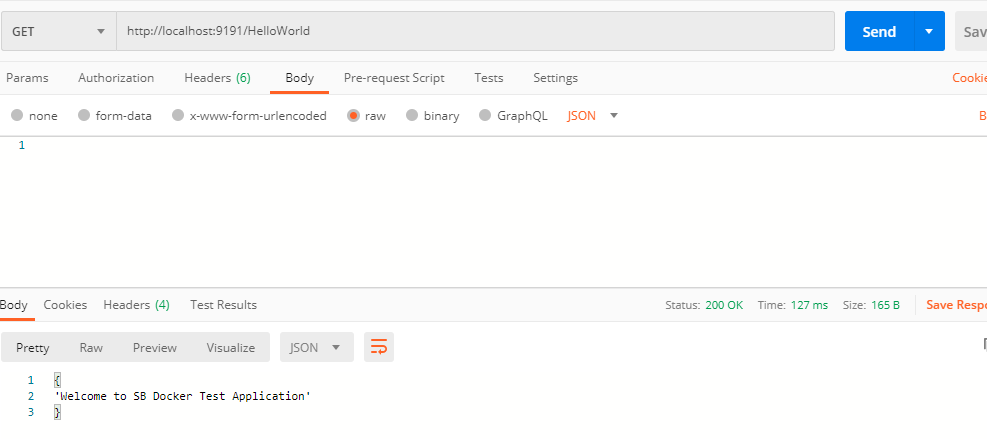 GET http://localhost:9191/HelloWorld Send Sav
Params Authorization Headers (6) Body Pre-request Script Tests Settings Cookie
none form-data x-www-form-urlencoded raw binary GraphQL JSON B
1
Body Cookies Headers (4) Test Results Status: 200 OK Time: 127 ms Size: 165 B Save Respo
Pretty Raw Preview Visualize JSON
1 {
2 'Welcome to SB Docker Test Application'
3 }